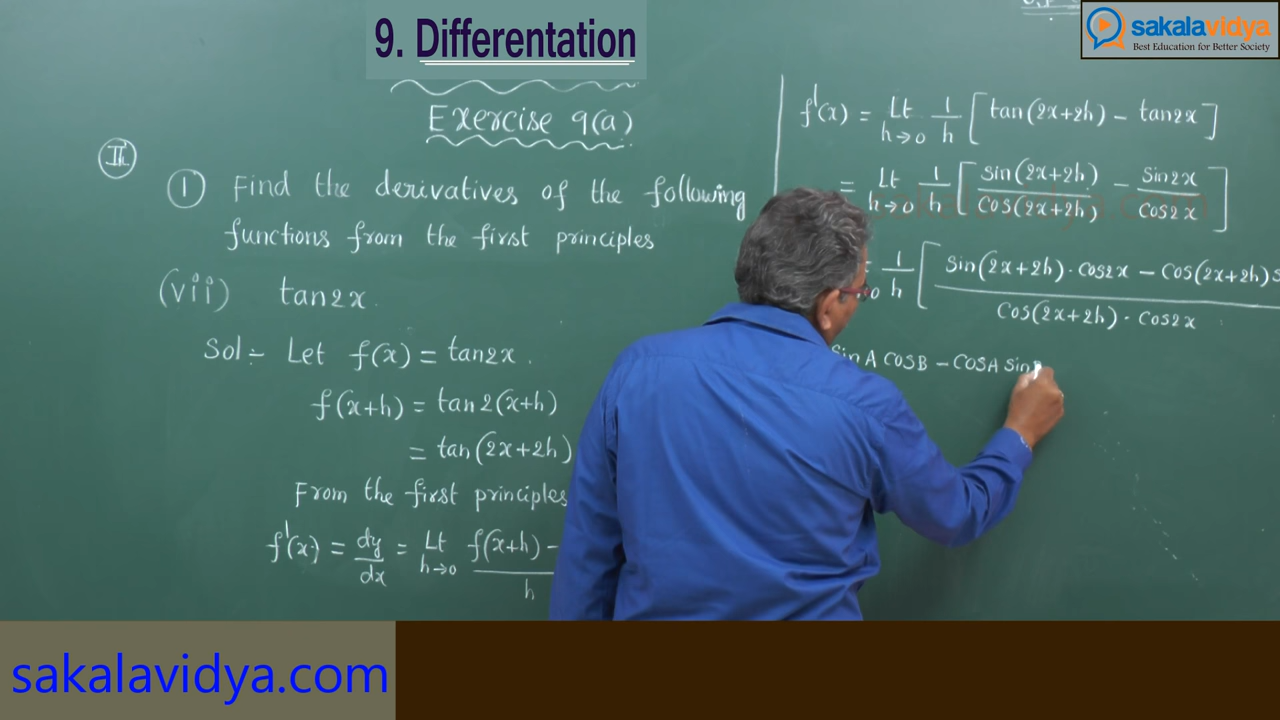 9. Differentation
sakalavidya
Best Education for Better Society
Exercise 9(a)
II
① Find the derivatives of the following
functions from the first principles
(vii) tan2x.
Sol:- Let f(x) = tan2x.
f(x+h) = tan2(x+h)
= tan(2x+2h)
From the first principles
f'(x) = dy/dx = Lt h→0 f(x+h) - / h
f'(x) = Lt h→0 1/h [tan(2x+2h) - tan2x]
= Lt h→0 1/h [sin(2x+2h)/cos(2x+2h) - sin2x/cos2x]
1/h [sin(2x+2h).cos2x - cos(2x+2h) / cos(2x+2h).cos2x
sinA cosB - cosA sin
sakalavidya.com